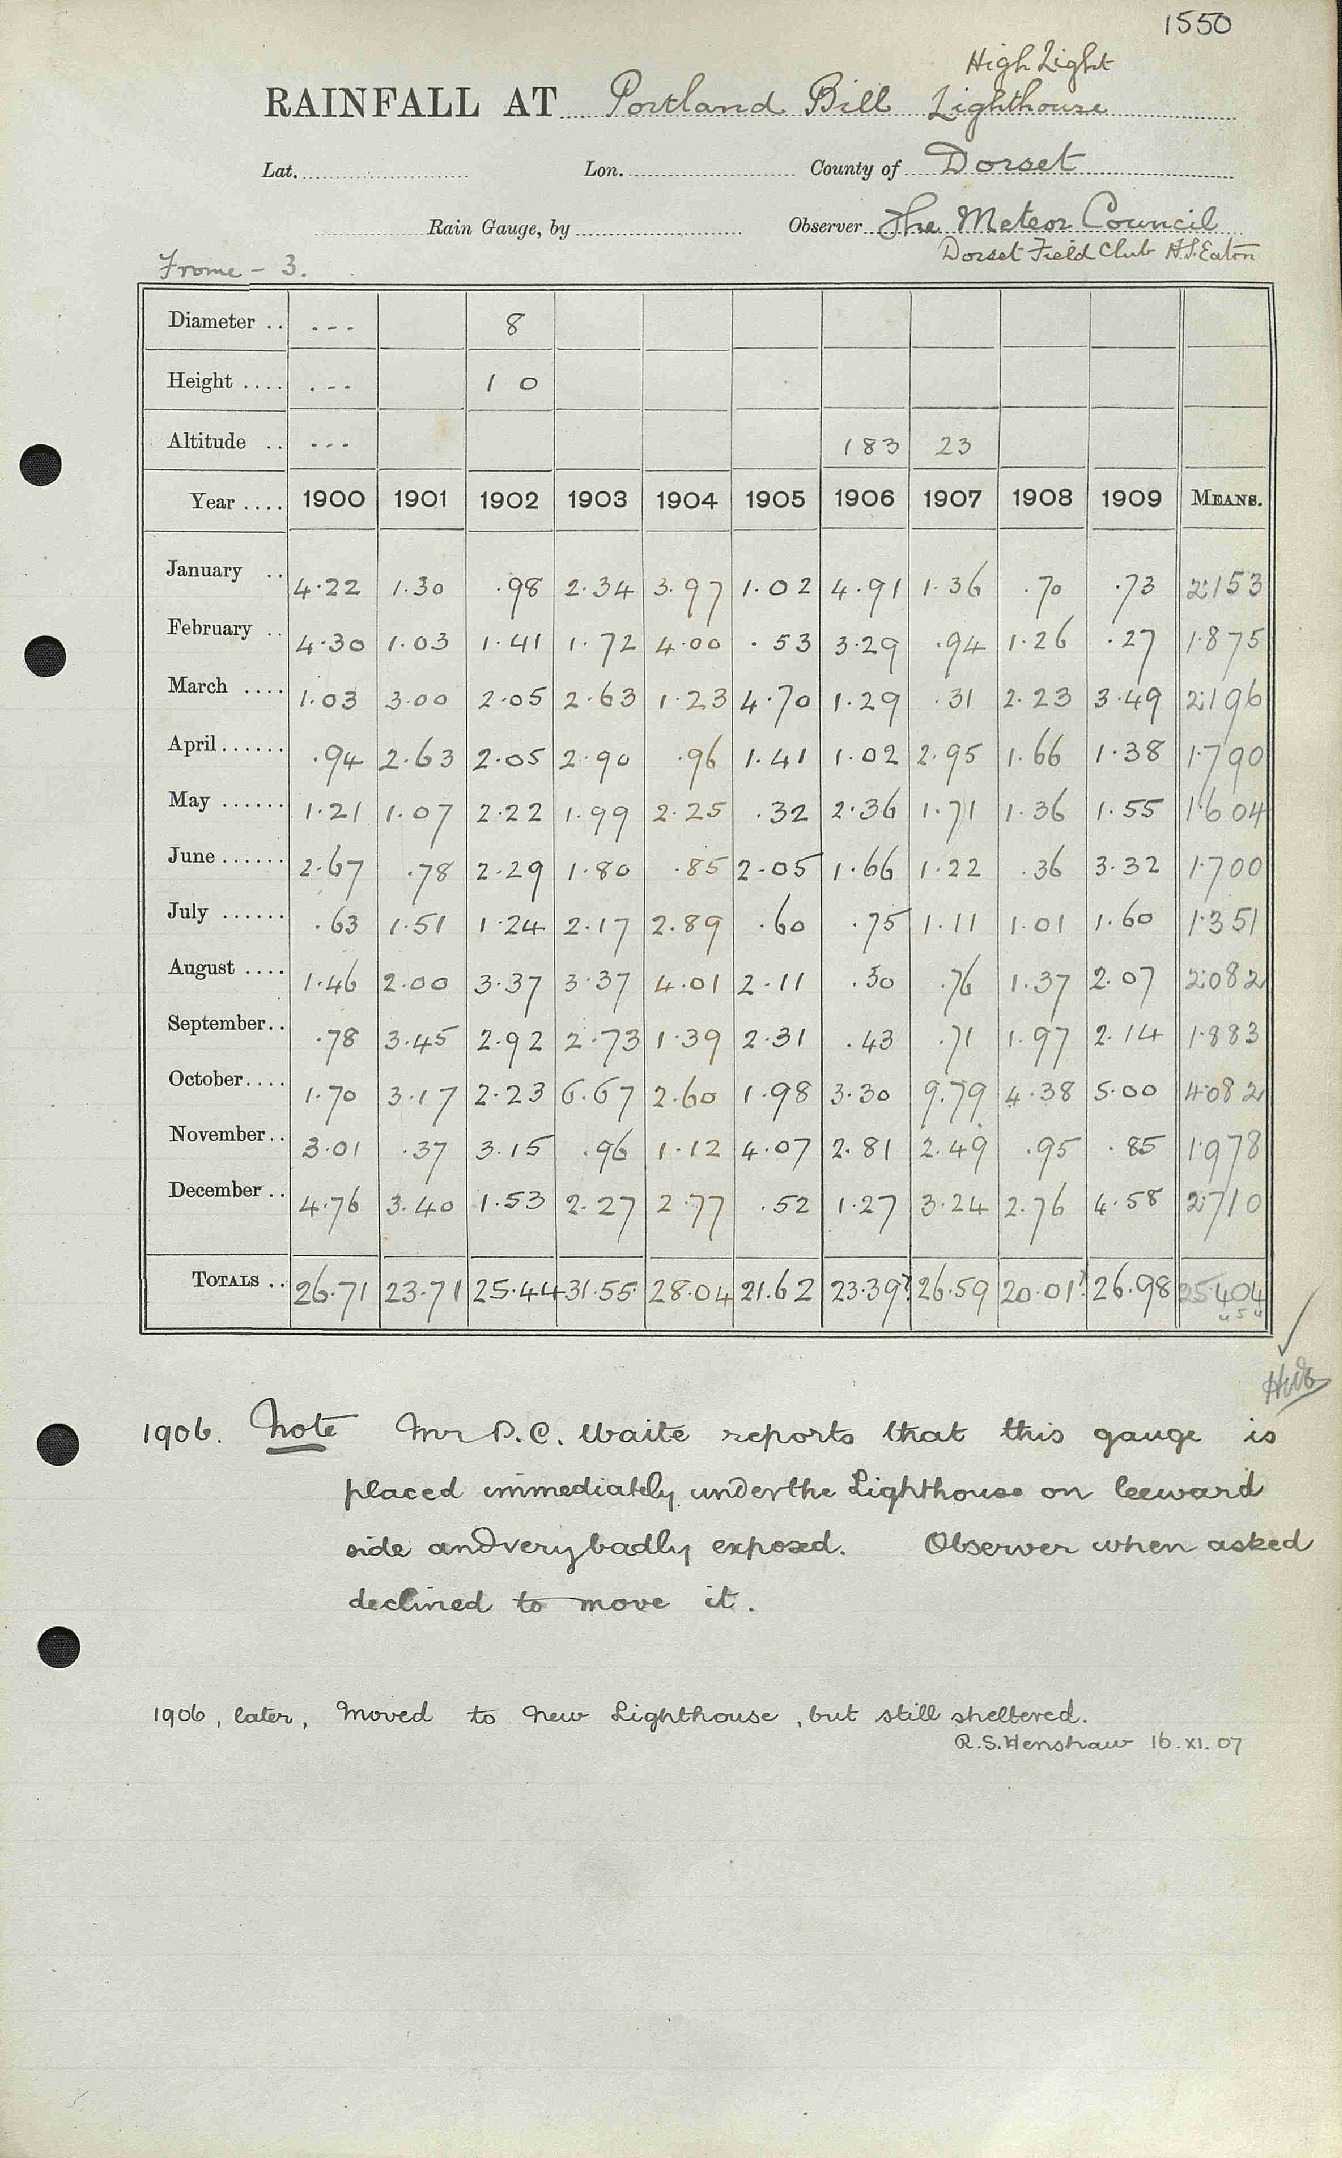 1550
High Light
RAINFALL AT Portland Bill Lighthouse
Lat. Lon. County of Dorset
Rain Gauge, by Observer The Meteor Council
Dorset Field Club H.S. Eaton
Frome - 3.
Diameter .. --- 8
Height .... --- 1 0
Altitude .. --- 183 23
Year .... 1900 1901 1902 1903 1904 1905 1906 1907 1908 1909 MEANS.
January .. 4.22 1.30 .98 2.34 3.97 1.02 4.91 1.36 .70 .73 2.153
February .. 4.30 1.03 1.41 1.72 4.00 .53 3.29 .94 1.26 .27 1.875
March .... 1.03 3.00 2.05 2.63 1.23 4.70 1.29 .31 2.23 3.49 2.196
April...... .94 2.63 2.05 2.90 .96 1.41 1.02 2.95 1.66 1.38 1.790
May ...... 1.21 1.07 2.22 1.99 2.25 .32 2.36 1.71 1.36 1.55 1.604
June...... 2.67 .78 2.29 1.80 .85 2.05 1.66 1.22 .36 3.32 1.700
July ...... .63 1.51 1.24 2.17 2.89 .60 .75 1.11 1.01 1.60 1.351
August .... 1.46 2.00 3.37 3.37 4.01 2.11 .30 .76 1.37 2.07 2.082
September.. .78 3.45 2.92 2.73 1.39 2.31 .43 .71 1.97 2.14 1.883
October.... 1.70 3.17 2.23 6.67 2.60 1.98 3.30 9.79 4.38 5.00 4.082
November.. 3.01 .37 3.15 .96 1.12 4.07 2.81 2.49 .95 .85 1.978
December.. 4.76 3.40 1.53 2.27 2.77 .52 1.27 3.24 2.76 4.58 2.710
TOTALS .. 26.71 23.71 25.44 31.55 28.04 21.62 23.39? 26.59 20.01? 26.98 25.404
" 5 "
1906. Note Mr D.C. Waite reports that this gauge is
placed immediately under the Lighthouse on leeward
side and very badly exposed. Observer when asked
declined to move it.
1906, later, Moved to new Lighthouse, but still sheltered.
R.S. Henshaw 16.XI.07